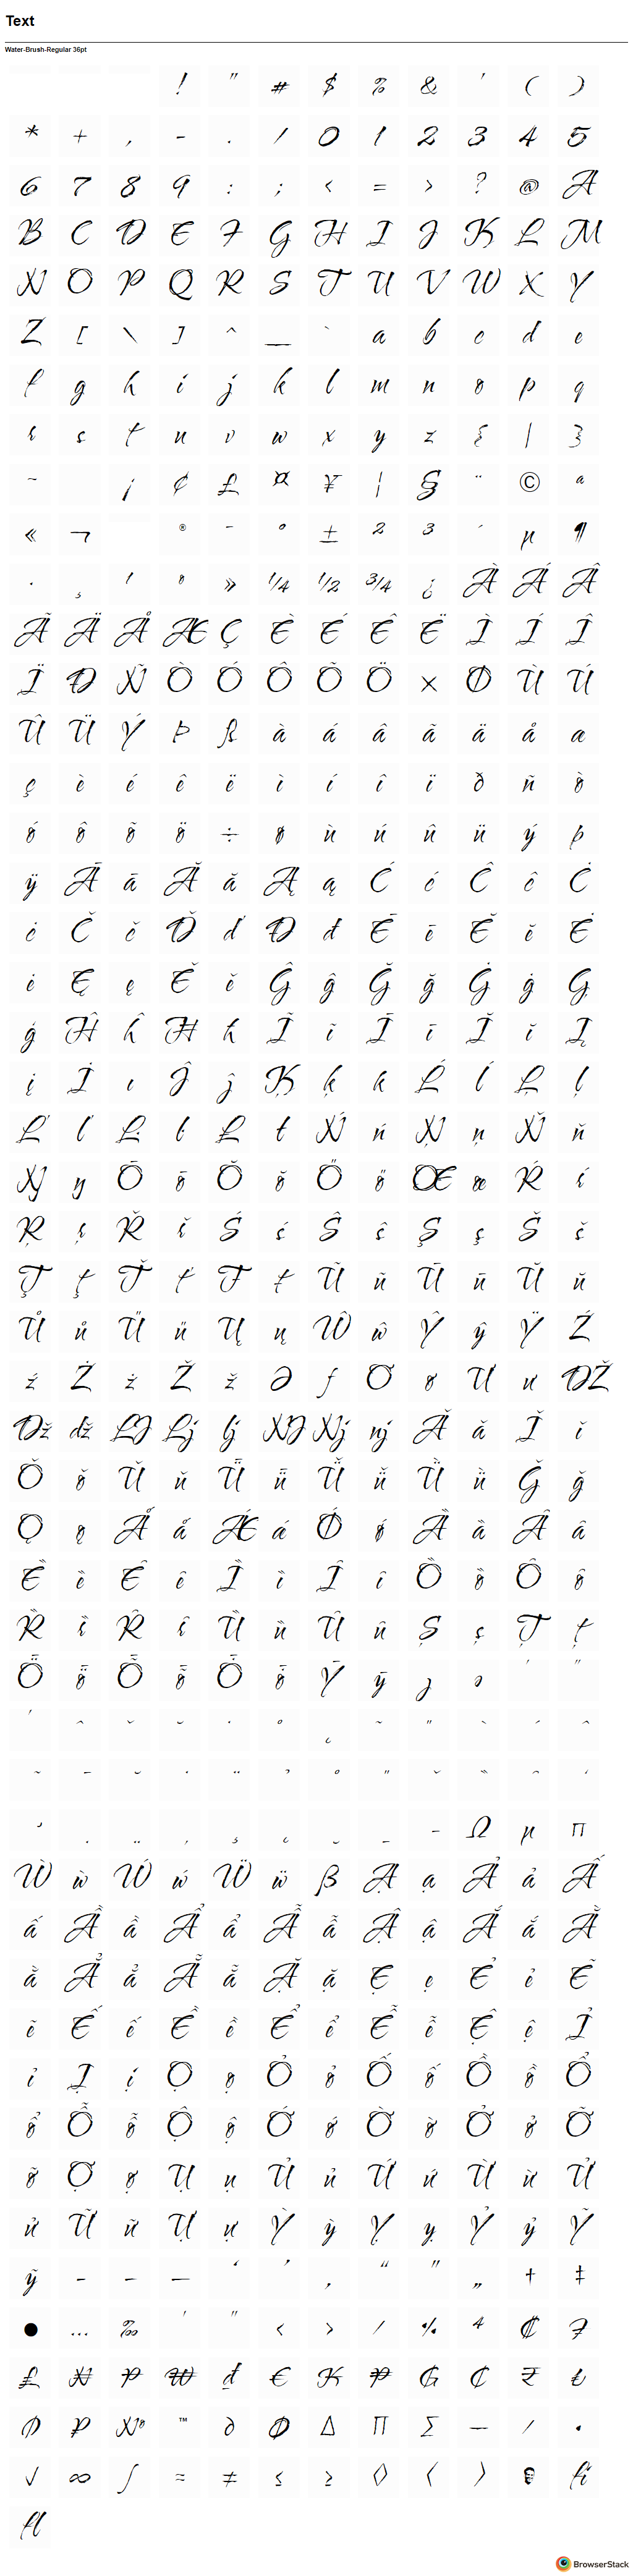 Text
Water-Brush-Regular 36pt
! " # $ % & ' ( )
* + , - . / 0 1 2 3 4 5
6 7 8 9 : ; < = > ? @ A
B C D E F G H I J K L M
N O P Q R S T U V W X Y
Z [ \ ] ^ _ ` a b c d e
f g h i j k l m n o p q
r s t u v w x y z { | }
~ ¡ ¢ £ ¤ ¥ ¦ § ¨ © ª
« ¬ ® ¯ ° ± ² ³ ´ µ ¶
· ¸ ¹ º » ¼ ½ ¾ ¿ À Á Â
Ã Ä Å Æ Ç È É Ê Ë Ì Í Î
Ï Ð Ñ Ò Ó Ô Õ Ö × Ø Ù Ú
Û Ü Ý Þ ß à á â ã ä å æ
ç è é ê ë ì í î ï ð ñ ò
ó ô õ ö ÷ ø ù ú û ü ý þ
ÿ Ā ā Ă ă Ą ą Ć ć Ĉ ĉ Ċ
ċ Č č Ď ď Đ đ Ē ē Ĕ ĕ Ė
ė Ę ę Ě ě Ĝ ĝ Ğ ğ Ġ ġ Ģ
ģ Ĥ ĥ Ħ ħ Ĩ ĩ Ī ī Ĭ ĭ Į
į İ ı Ĵ ĵ Ķ ķ ĸ Ĺ ĺ Ļ ļ
Ľ ľ Ŀ ŀ Ł ł Ń ń Ņ ņ Ň ň
Ŋ ŋ Ō ō Ŏ ŏ Ő ő Œ œ Ŕ ŕ
Ŗ ŗ Ř ř Ś ś Ŝ ŝ Ş ş Š š
Ţ ţ Ť ť Ŧ ŧ Ũ ũ Ū ū Ŭ ŭ
Ů ů Ű ű Ų ų Ŵ ŵ Ŷ ŷ Ÿ Ź
ź Ż ż Ž ž Ə ƒ Ơ ơ Ư ư Ǆ
ǅ ǆ Ǉ ǈ ǉ Ǌ ǋ ǌ Ǎ ǎ Ǐ ǐ
Ǒ ǒ Ǔ ǔ Ǖ ǖ Ǚ ǚ Ǜ ǜ Ǧ ǧ
Ǫ ǫ Ǻ ǻ Ǽ ǽ Ǿ ǿ Ȁ ȁ Ȃ ȃ
Ȅ ȅ Ȇ ȇ Ȉ ȉ Ȋ ȋ Ȍ ȍ Ȏ ȏ
Ȑ ȑ Ȓ ȓ Ȕ ȕ Ȗ ȗ Ș ș Ț ț
Ȫ ȫ Ȭ ȭ Ȱ ȱ Ȳ ȳ ȷ ə ʹ ʺ
Ω μ π
Ẁ ẁ Ẃ ẃ Ẅ ẅ ẞ Ạ ạ Ả ả Ấ
ấ Ầ ầ Ẩ ẩ Ẫ ẫ Ậ ậ Ắ ắ Ằ
ằ Ẳ ẳ Ẵ ẵ Ặ ặ Ẹ ẹ Ẻ ẻ Ẽ
ẽ Ế ế Ề ề Ể ể Ễ ễ Ệ ệ Ỉ
ỉ Ị ị Ọ ọ Ỏ ỏ Ố ố Ồ ồ Ổ
ổ Ỗ ỗ Ộ ộ Ớ ớ Ờ ờ Ở ở Ỡ
ỡ Ợ ợ Ụ ụ Ủ ủ Ứ ứ Ừ ừ Ử
ử Ữ ữ Ự ự Ỳ ỳ Ỵ ỵ Ỷ ỷ Ỹ
ỹ – — ― ‘ ’ ‚ “ ” „ † ‡
● … ‰ ′ ″ ‹ › ⁄ ⁒ ⁴ ₡ ₣
₤ ₦ ₧ ₩ ₫ € ₭ ₱ ₲ ₵ ₹ ₺
₽ № ™ ∂ ∅ ∆ ∏ ∑ − ∕ ∙
√ ∞ ∫ ≈ ≠ ≤ ≥ ◊ 〈 〉 fi
fl
BrowserStack